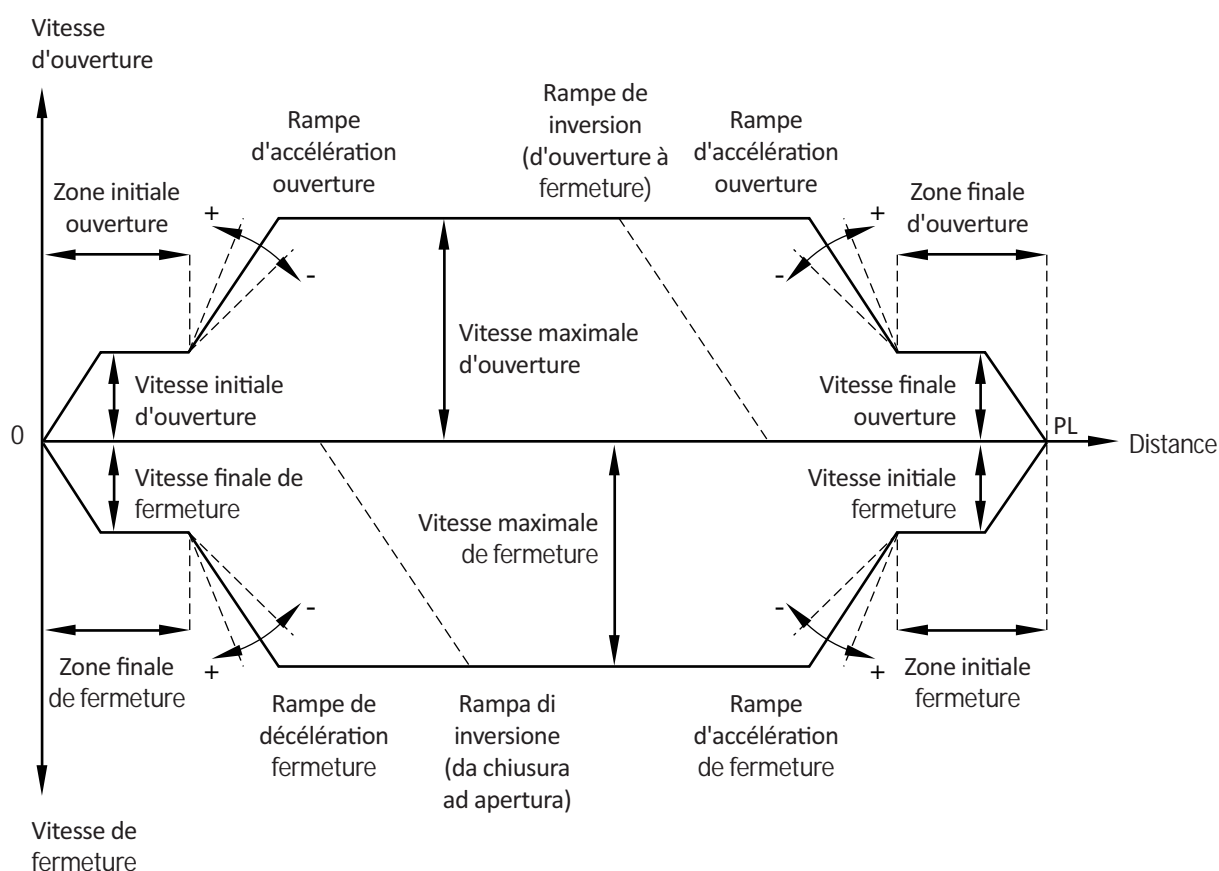 Vitesse
d'ouverture
Rampe
d'accélération
ouverture
Rampe de
inversion
(d'ouverture à
fermeture)
Rampe
d'accélération
ouverture
Zone initiale
ouverture
+
-
+
-
Zone finale
d'ouverture
Vitesse maximale
d'ouverture
Vitesse initiale
d'ouverture
Vitesse finale
ouverture
0
PL
Distance
Vitesse finale de
fermeture
Vitesse maximale
de fermeture
Vitesse initiale
fermeture
-
+
-
+
Zone finale
de fermeture
Zone initiale
fermeture
Rampe de
décélération
fermeture
Rampa di
inversione
(da chiusura
ad apertura)
Rampe
d'accélération
de fermeture
Vitesse de
fermeture